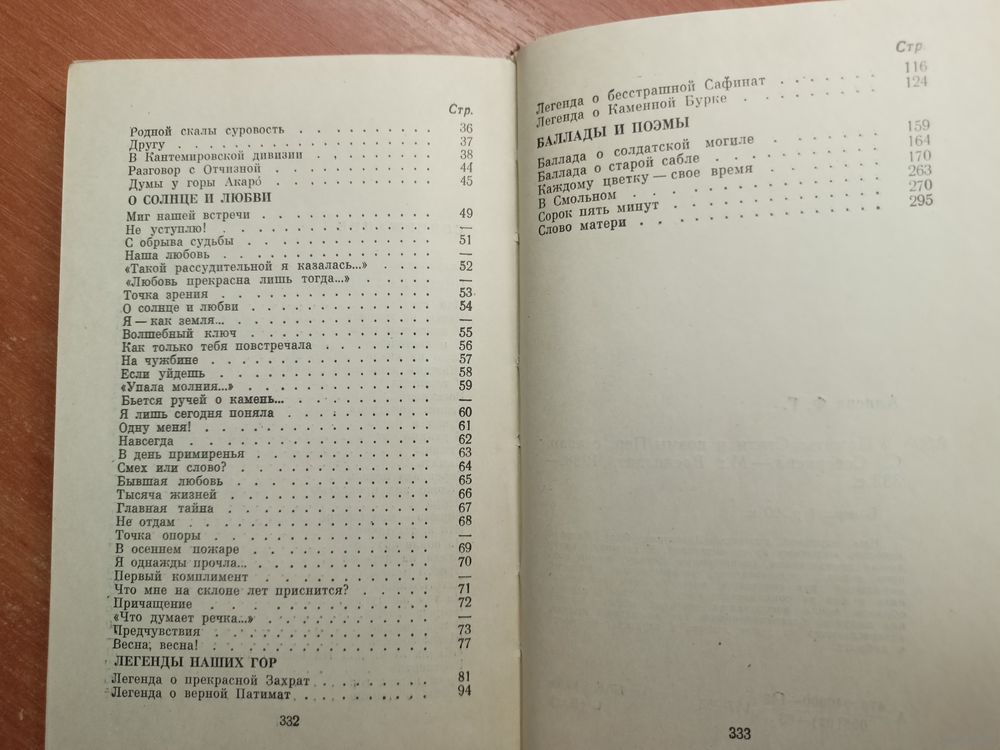 Стр.
Родной скалы суровость . . . . . . . . . . 36
Другу . . . . . . . . . . . . . . . . . 37
В Кантемировской дивизии . . . . . . . . . 38
Разговор с Отчизной . . . . . . . . . . . 44
Думы у горы Акаро́ . . . . . . . . . . . . 45
О СОЛНЦЕ И ЛЮБВИ
Миг нашей встречи . . . . . . . . . . . . 49
Не уступлю! . . . . . . . . . . . . . . —
С обрыва судьбы . . . . . . . . . . . . . 51
Наша любовь . . . . . . . . . . . . . . —
«Такой рассудительной я казалась...» . . . . 52
«Любовь прекрасна лишь тогда...» . . . . . —
Точка зрения . . . . . . . . . . . . . . 53
О солнце и любви . . . . . . . . . . . . 54
Я — как земля... . . . . . . . . . . . . . —
Волшебный ключ . . . . . . . . . . . . . 55
Как только тебя повстречала . . . . . . . . 56
На чужбине . . . . . . . . . . . . . . . 57
Если уйдешь . . . . . . . . . . . . . . 58
«Упала молния...» . . . . . . . . . . . . 59
Бьется ручей о камень... . . . . . . . . . —
Я лишь сегодня поняла . . . . . . . . . . 60
Одну меня! . . . . . . . . . . . . . . . 61
Навсегда . . . . . . . . . . . . . . . . 62
В день примиренья . . . . . . . . . . . . 63
Смех или слово? . . . . . . . . . . . . . 64
Бывшая любовь . . . . . . . . . . . . . 65
Тысяча жизней . . . . . . . . . . . . . 66
Главная тайна . . . . . . . . . . . . . . 67
Не отдам . . . . . . . . . . . . . . . . 68
Точка опоры . . . . . . . . . . . . . . —
В осеннем пожаре . . . . . . . . . . . . 69
Я однажды прочла... . . . . . . . . . . . 70
Первый комплимент . . . . . . . . . . . —
Что мне на склоне лет приснится? . . . . . 71
Причащение . . . . . . . . . . . . . . 72
«Что думает речка...» . . . . . . . . . . —
Предчувствия . . . . . . . . . . . . . . 73
Весна, весна! . . . . . . . . . . . . . . 77
ЛЕГЕНДЫ НАШИХ ГОР
Легенда о прекрасной Захрат . . . . . . . . 81
Легенда о верной Патимат . . . . . . . . . 94
332
Стр
Легенда о бесстрашной Сафинат . . . . . . 116
Легенда о Каменной Бурке . . . . . . . . 124
БАЛЛАДЫ И ПОЭМЫ
Баллада о солдатской могиле . . . . . . . 159
Баллада о старой сабле . . . . . . . . . 164
Каждому цветку — свое время . . . . . . . 170
В Смольном . . . . . . . . . . . . . . 263
Сорок пять минут . . . . . . . . . . . 270
Слово матери . . . . . . . . . . . . . 295
333